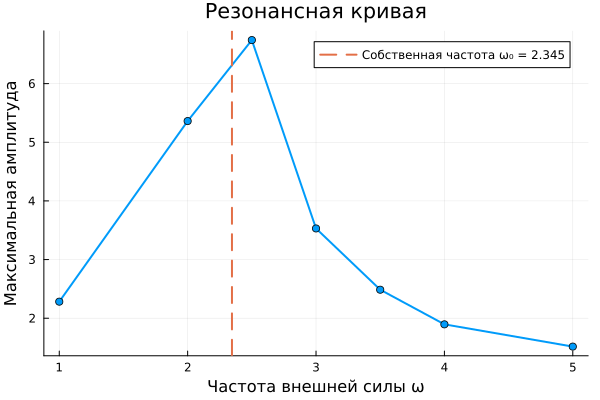 Резонансная кривая
Собственная частота ω₀ = 2.345
Максимальная амплитуда
6
5
4
3
2
1 2 3 4 5
Частота внешней силы ω